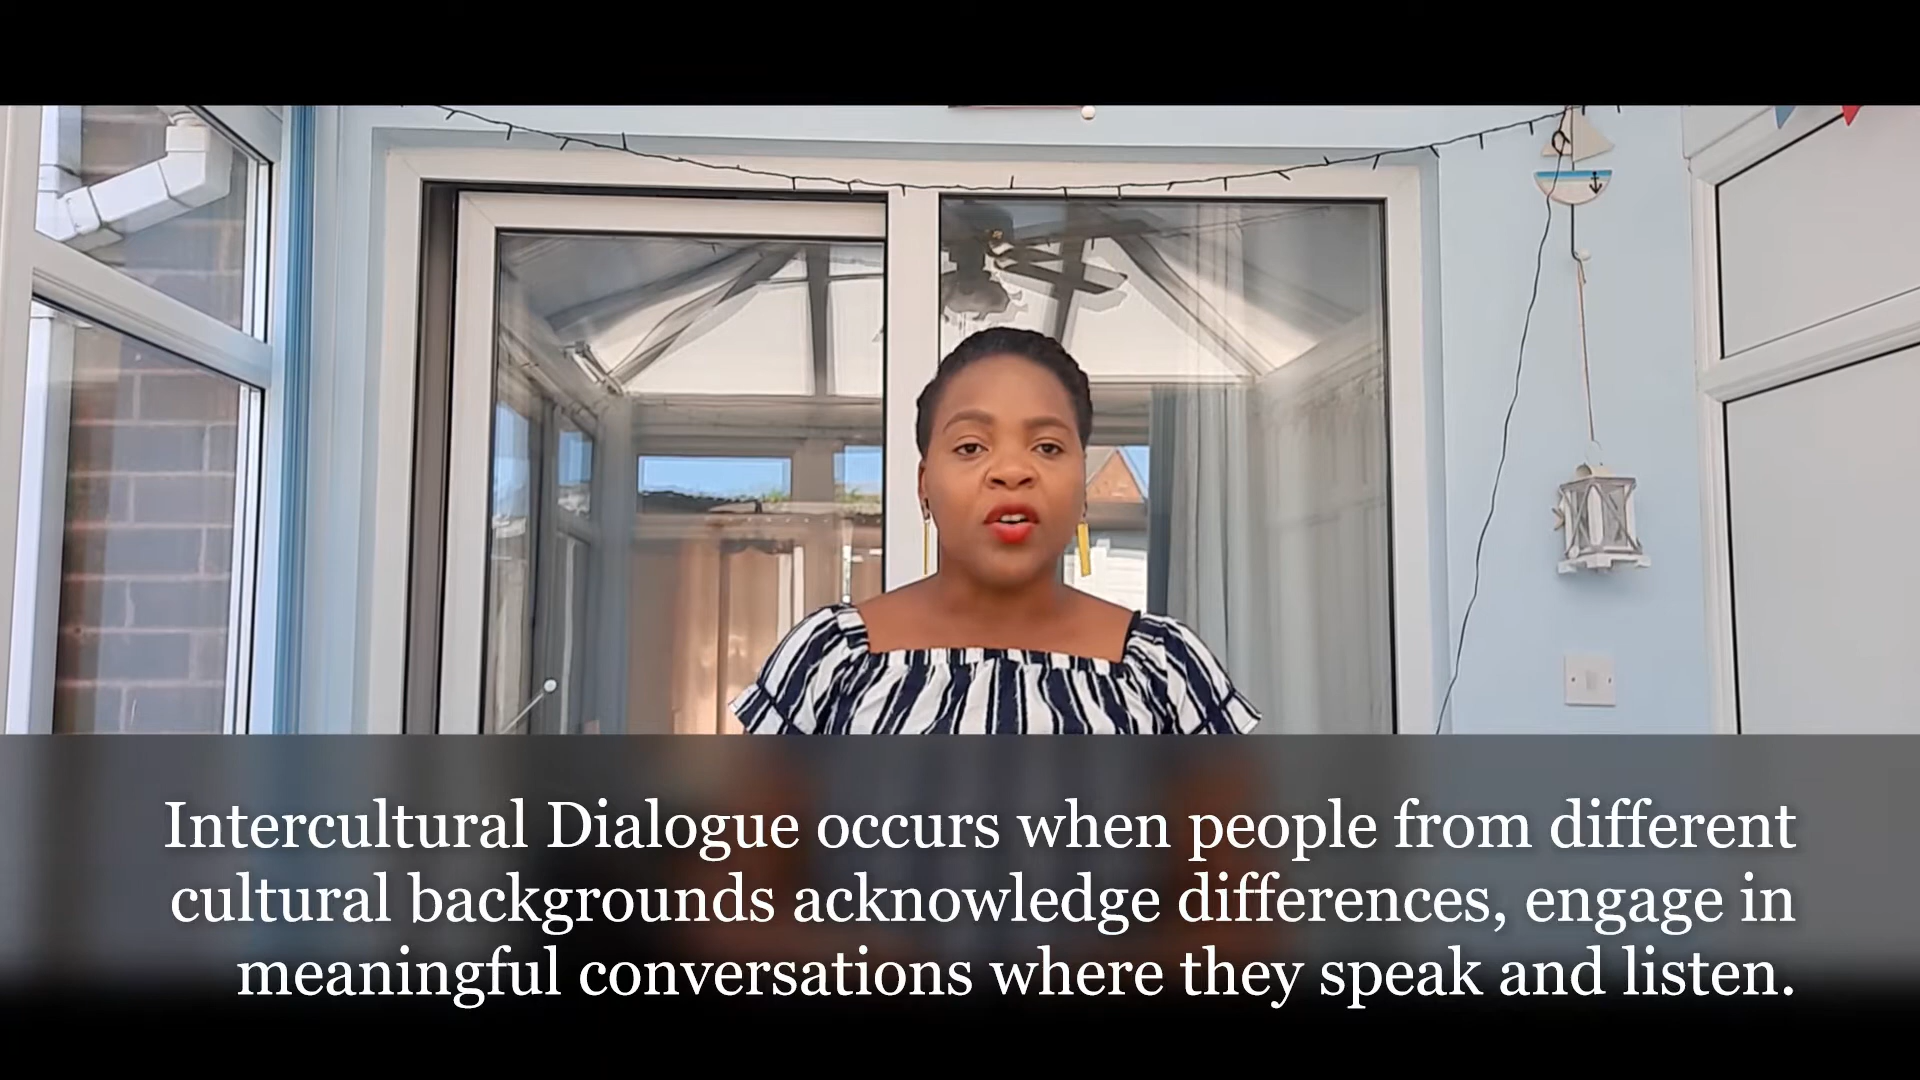 Intercultural Dialogue occurs when people from different
cultural backgrounds acknowledge differences, engage in
meaningful conversations where they speak and listen.